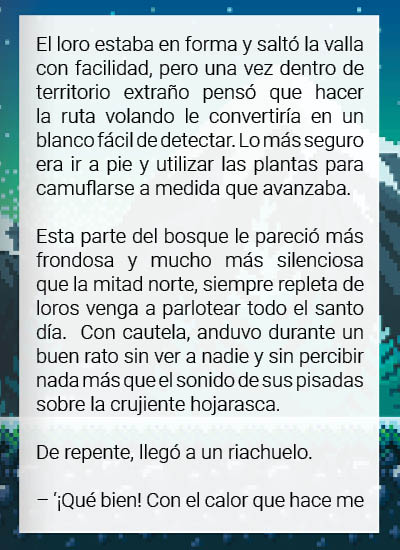 El loro estaba en forma y saltó la valla
con facilidad, pero una vez dentro de
territorio extraño pensó que hacer
la ruta volando le convertiría en un
blanco fácil de detectar. Lo más seguro
era ir a pie y utilizar las plantas para
camuflarse a medida que avanzaba.
Esta parte del bosque le pareció más
frondosa y mucho más silenciosa
que la mitad norte, siempre repleta de
loros venga a parlotear todo el santo
día. Con cautela, anduvo durante un
buen rato sin ver a nadie y sin percibir
nada más que el sonido de sus pisadas
sobre la crujiente hojarasca.
De repente, llegó a un riachuelo.
– ‘¡Qué bien! Con el calor que hace me